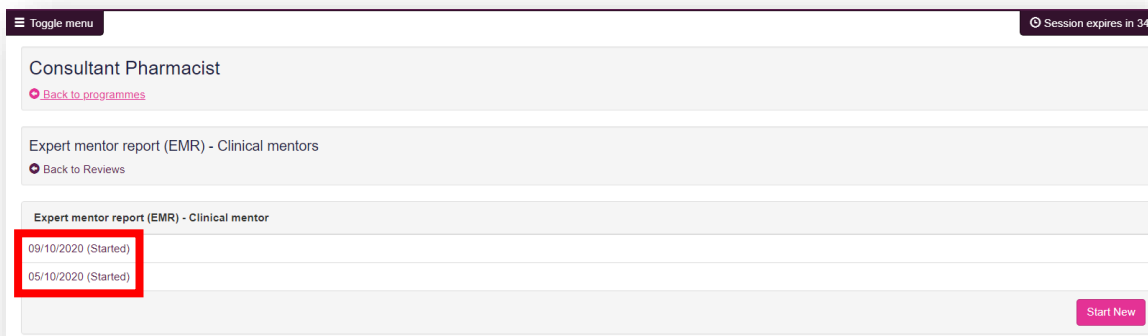 Toggle menu
Session expires in 34
Consultant Pharmacist
Back to programmes
Expert mentor report (EMR) - Clinical mentors
Back to Reviews
Expert mentor report (EMR) - Clinical mentor
09/10/2020 (Started)
05/10/2020 (Started)
Start New